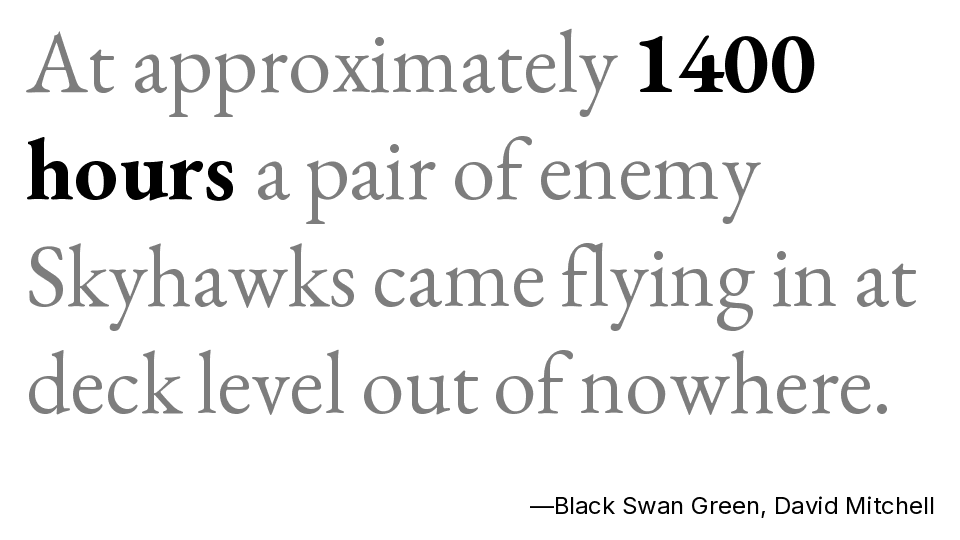 At approximately 1400
hours a pair of enemy
Skyhawks came flying in at
deck level out of nowhere.
—Black Swan Green, David Mitchell